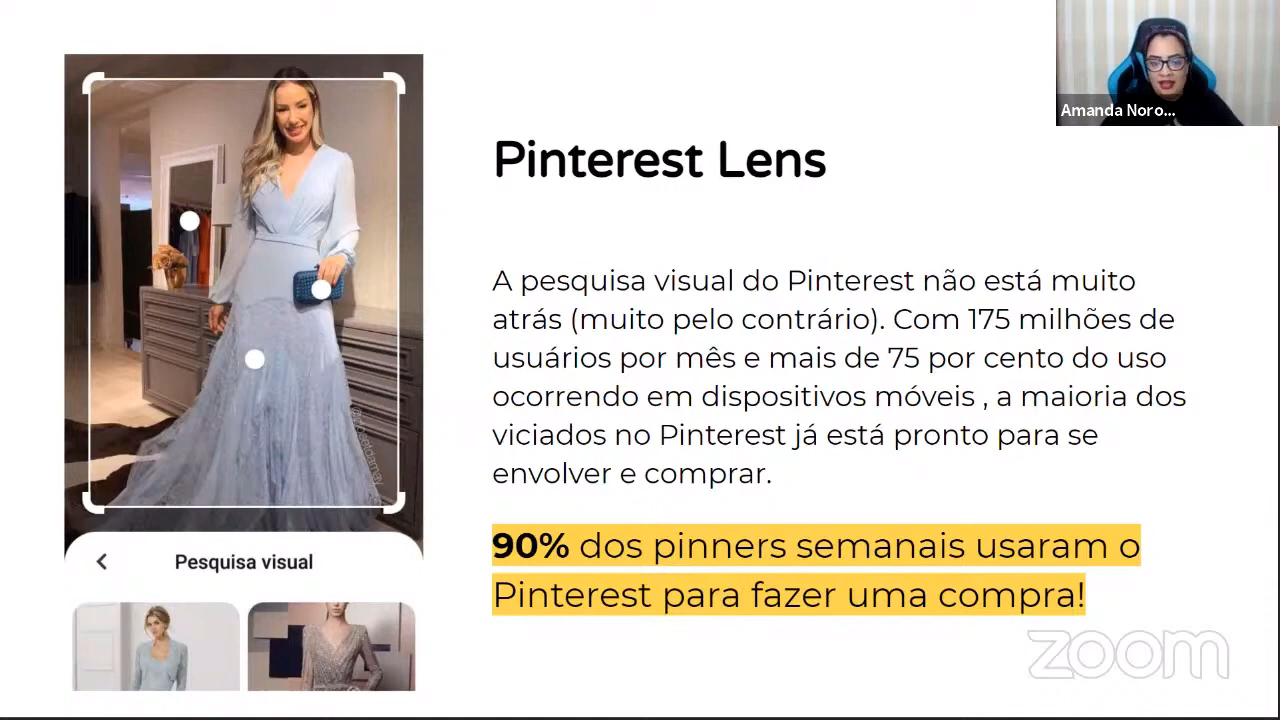 Amanda Noro...
Pinterest Lens
A pesquisa visual do Pinterest não está muito
atrás (muito pelo contrário). Com 175 milhões de
usuários por mês e mais de 75 por cento do uso
ocorrendo em dispositivos móveis , a maioria dos
viciados no Pinterest já está pronto para se
envolver e comprar.
90% dos pinners semanais usaram o
Pinterest para fazer uma compra!
Pesquisa visual
zoom